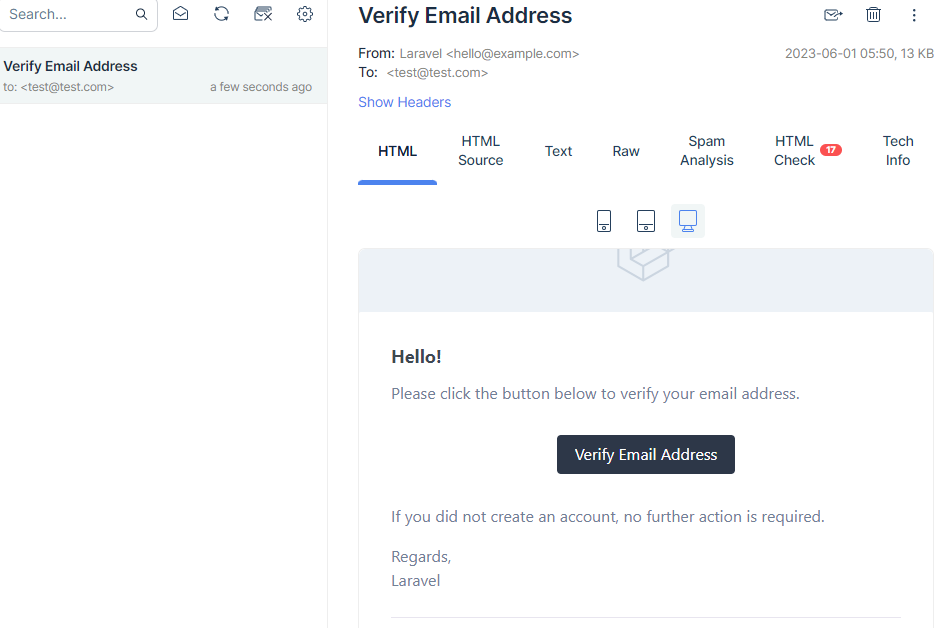 Search...
Verify Email Address
to: <test@test.com> a few seconds ago
Verify Email Address
From: Laravel <hello@example.com> 2023-06-01 05:50, 13 KB
To: <test@test.com>
Show Headers
HTML
HTML Source
Text
Raw
Spam Analysis
HTML Check 17
Tech Info
Hello!
Please click the button below to verify your email address.
Verify Email Address
If you did not create an account, no further action is required.
Regards,
Laravel